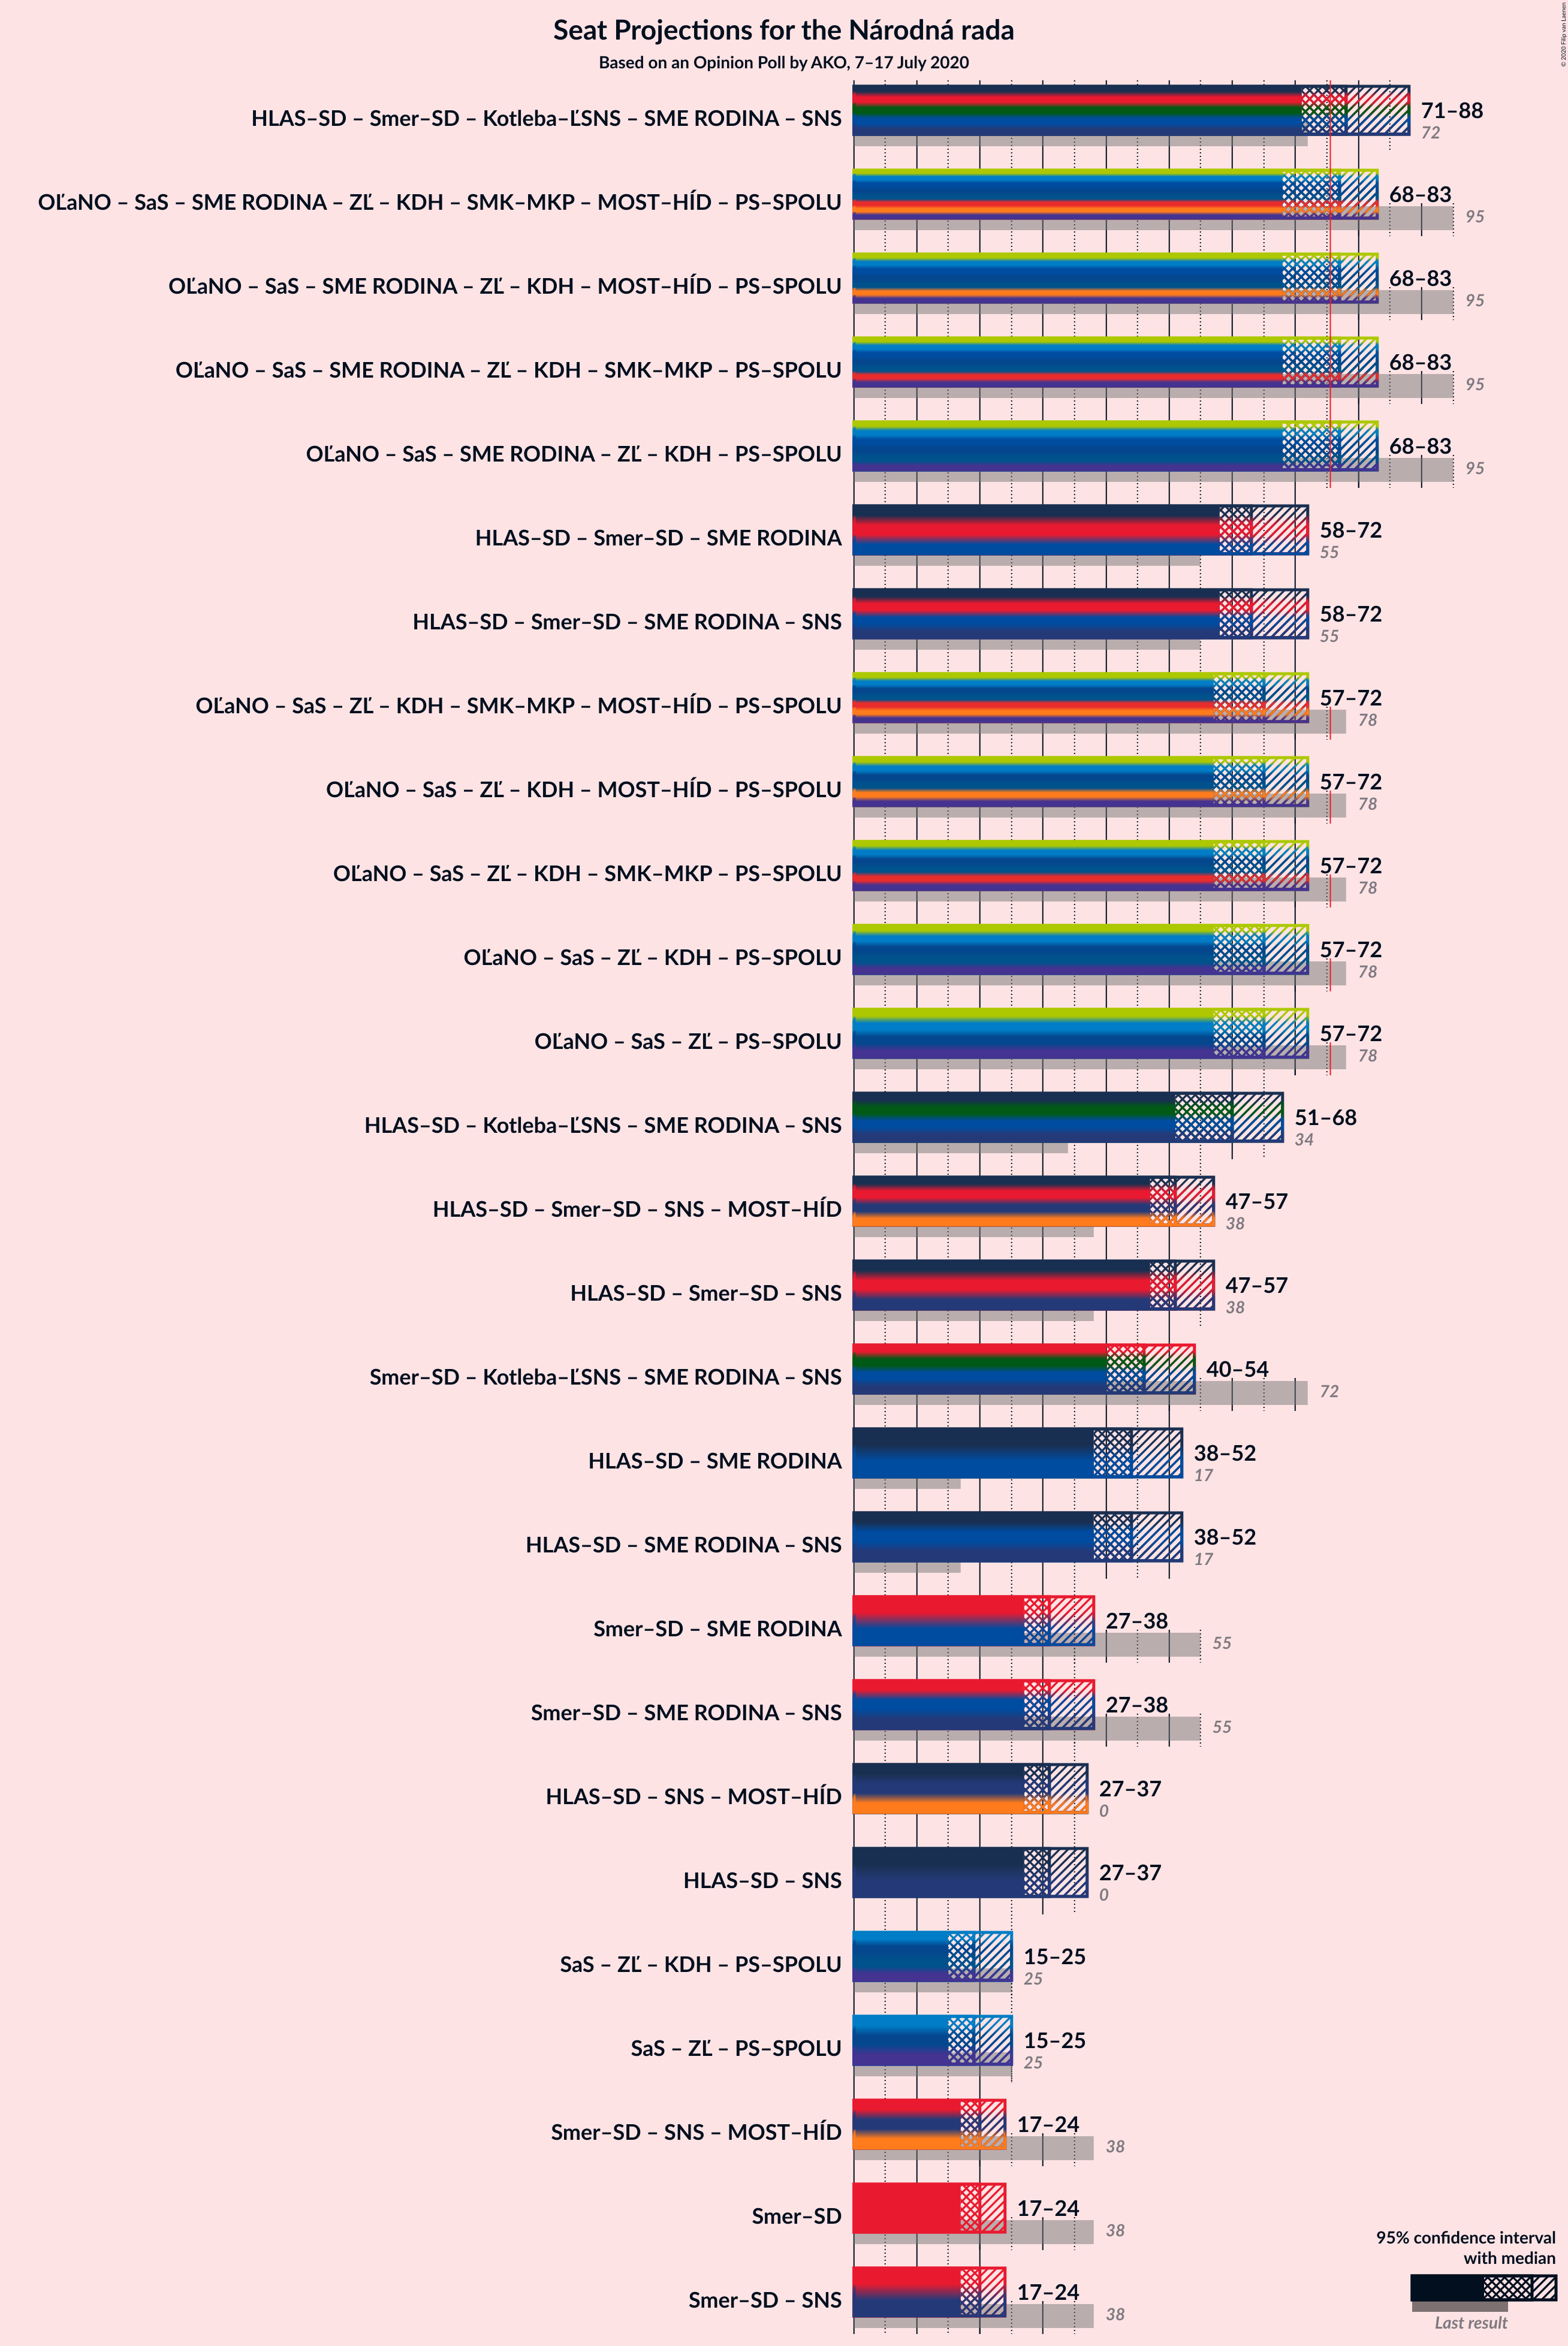 Seat Projections for the Národná rada
Based on an Opinion Poll by AKO, 7–17 July 2020
© 2020 Filip van Laenen
HLAS–SD – Smer–SD – Kotleba–ĽSNS – SME RODINA – SNS
71–88
72
OĽaNO – SaS – SME RODINA – ZĽ – KDH – SMK–MKP – MOST–HÍD – PS–SPOLU
68–83
95
OĽaNO – SaS – SME RODINA – ZĽ – KDH – MOST–HÍD – PS–SPOLU
68–83
95
OĽaNO – SaS – SME RODINA – ZĽ – KDH – SMK–MKP – PS–SPOLU
68–83
95
OĽaNO – SaS – SME RODINA – ZĽ – KDH – PS–SPOLU
68–83
95
HLAS–SD – Smer–SD – SME RODINA
58–72
55
HLAS–SD – Smer–SD – SME RODINA – SNS
58–72
55
OĽaNO – SaS – ZĽ – KDH – SMK–MKP – MOST–HÍD – PS–SPOLU
57–72
78
OĽaNO – SaS – ZĽ – KDH – MOST–HÍD – PS–SPOLU
57–72
78
OĽaNO – SaS – ZĽ – KDH – SMK–MKP – PS–SPOLU
57–72
78
OĽaNO – SaS – ZĽ – KDH – PS–SPOLU
57–72
78
OĽaNO – SaS – ZĽ – PS–SPOLU
57–72
78
HLAS–SD – Kotleba–ĽSNS – SME RODINA – SNS
51–68
34
HLAS–SD – Smer–SD – SNS – MOST–HÍD
47–57
38
HLAS–SD – Smer–SD – SNS
47–57
38
Smer–SD – Kotleba–ĽSNS – SME RODINA – SNS
40–54
72
HLAS–SD – SME RODINA
38–52
17
HLAS–SD – SME RODINA – SNS
38–52
17
Smer–SD – SME RODINA
27–38
55
Smer–SD – SME RODINA – SNS
27–38
55
HLAS–SD – SNS – MOST–HÍD
27–37
0
HLAS–SD – SNS
27–37
0
SaS – ZĽ – KDH – PS–SPOLU
15–25
25
SaS – ZĽ – PS–SPOLU
15–25
25
Smer–SD – SNS – MOST–HÍD
17–24
38
Smer–SD
17–24
38
Smer–SD – SNS
17–24
38
95% confidence interval
with median
Last result